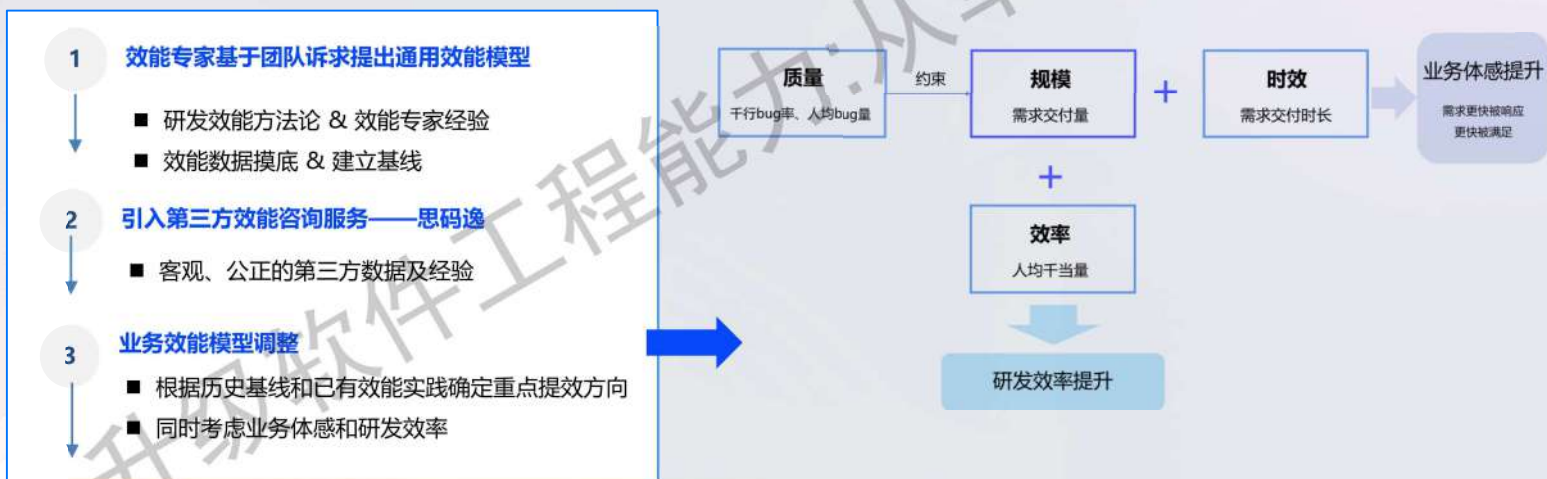 1 效能专家基于团队诉求提出通用效能模型
■ 研发效能方法论 & 效能专家经验
■ 效能数据摸底 & 建立基线
2 引入第三方效能咨询服务——思码逸
■ 客观、公正的第三方数据及经验
3 业务效能模型调整
■ 根据历史基线和已有效能实践确定重点提效方向
■ 同时考虑业务体感和研发效率
质量
千行bug率、人均bug量
约束
规模
需求交付量
+
时效
需求交付时长
业务体感提升
需求更快被响应
更快被满足
+
效率
人均千当量
研发效率提升
升级软件工程能力:从